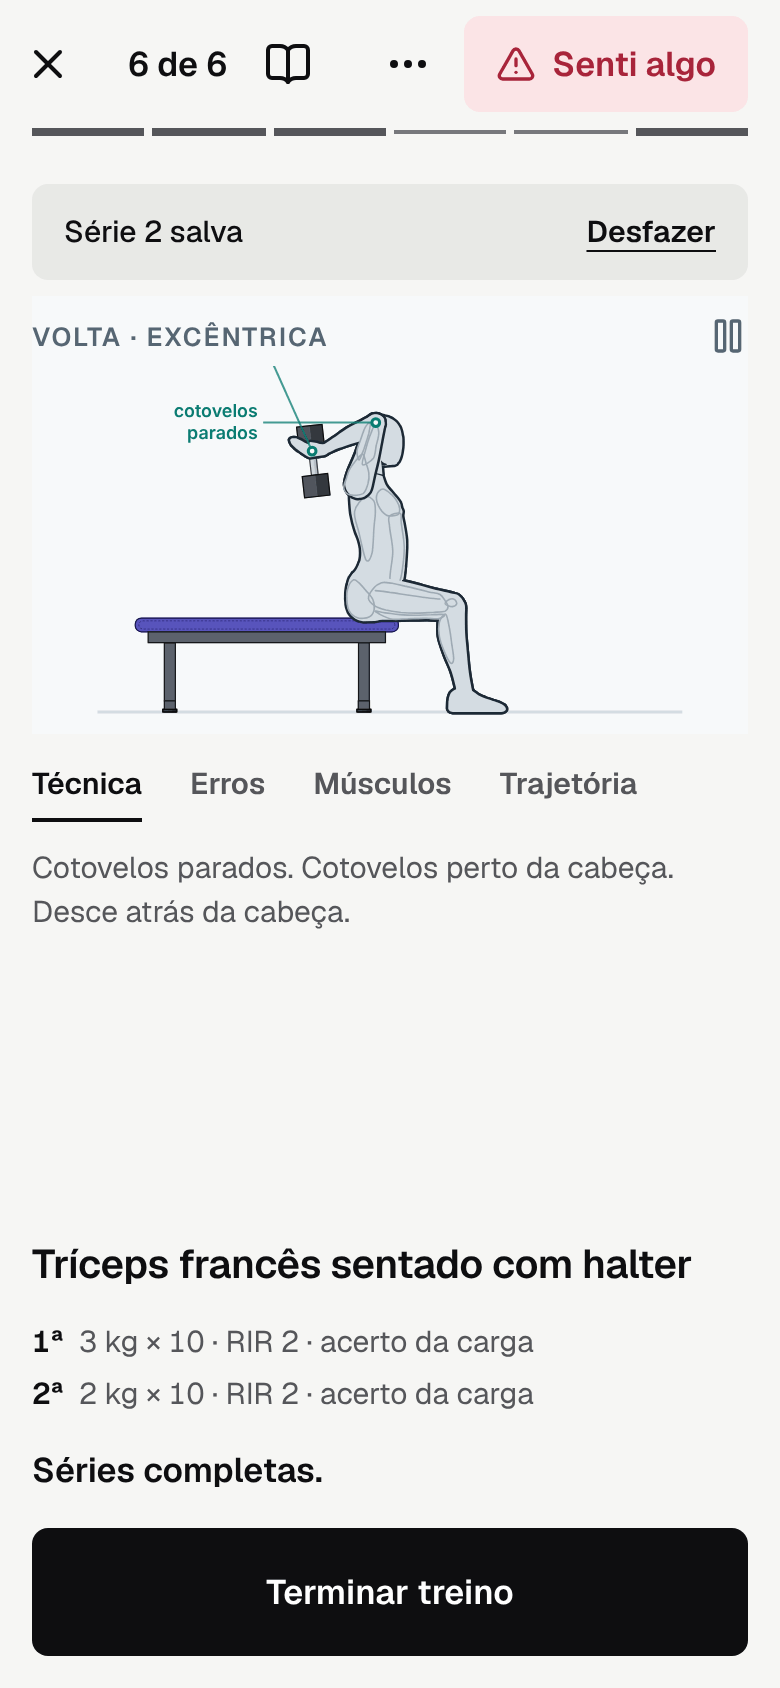 6 de 6
Senti algo
Série 2 salva
Desfazer
VOLTA · EXCÊNTRICA
cotovelos
parados
Técnica
Erros
Músculos
Trajetória
Cotovelos parados. Cotovelos perto da cabeça.
Desce atrás da cabeça.
Tríceps francês sentado com halter
1ª 3 kg × 10 · RIR 2 · acerto da carga
2ª 2 kg × 10 · RIR 2 · acerto da carga
Séries completas.
Terminar treino